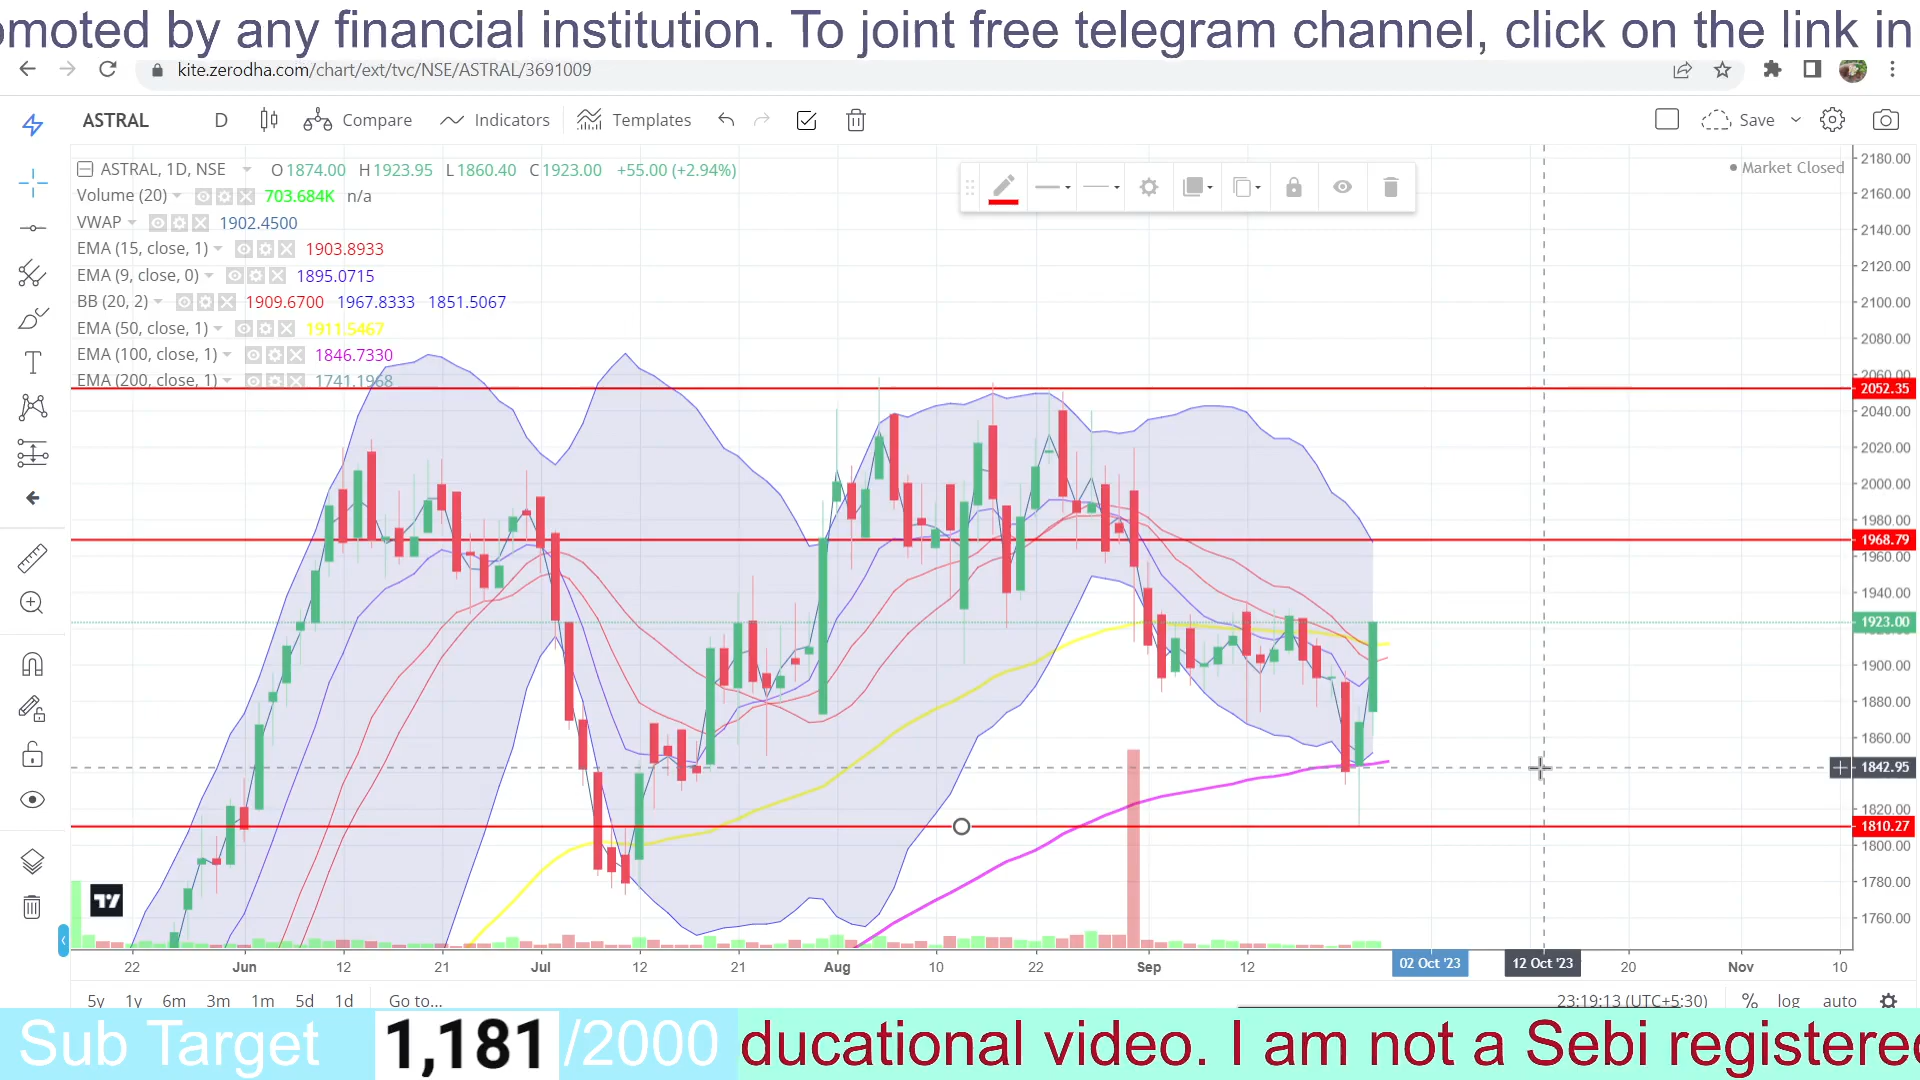 omoted by any financial institution. To joint free telegram channel, click on the link in
kite.zerodha.com/chart/ext/tvc/NSE/ASTRAL/3691009
ASTRAL D Compare Indicators Templates Save
ASTRAL, 1D, NSE O1874.00 H1923.95 L1860.40 C1923.00 +55.00 (+2.94%)
Market Closed
Volume (20) 703.684K n/a
VWAP 1902.4500
EMA (15, close, 1) 1903.8933
EMA (9, close, 0) 1895.0715
BB (20, 2) 1909.6700 1967.8333 1851.5067
EMA (50, close, 1) 1911.5467
EMA (100, close, 1) 1846.7330
EMA (200, close, 1) 1741.1968
2180.00
2160.00
2140.00
2120.00
2100.00
2080.00
2060.00
2052.35
2040.00
2020.00
2000.00
1980.00
1968.79
1960.00
1940.00
1923.00
1900.00
1880.00
1860.00
1842.95
1820.00
1810.27
1800.00
1780.00
1760.00
22 Jun 12 21 Jul 12 21 Aug 10 22 Sep 12 02 Oct '23 12 Oct '23 20 Nov 10
5y 1y 6m 3m 1m 5d 1d Go to... 23:19:13 (UTC+5:30) % log auto
Sub Target 1,181 /2000 ducational video. I am not a Sebi registere